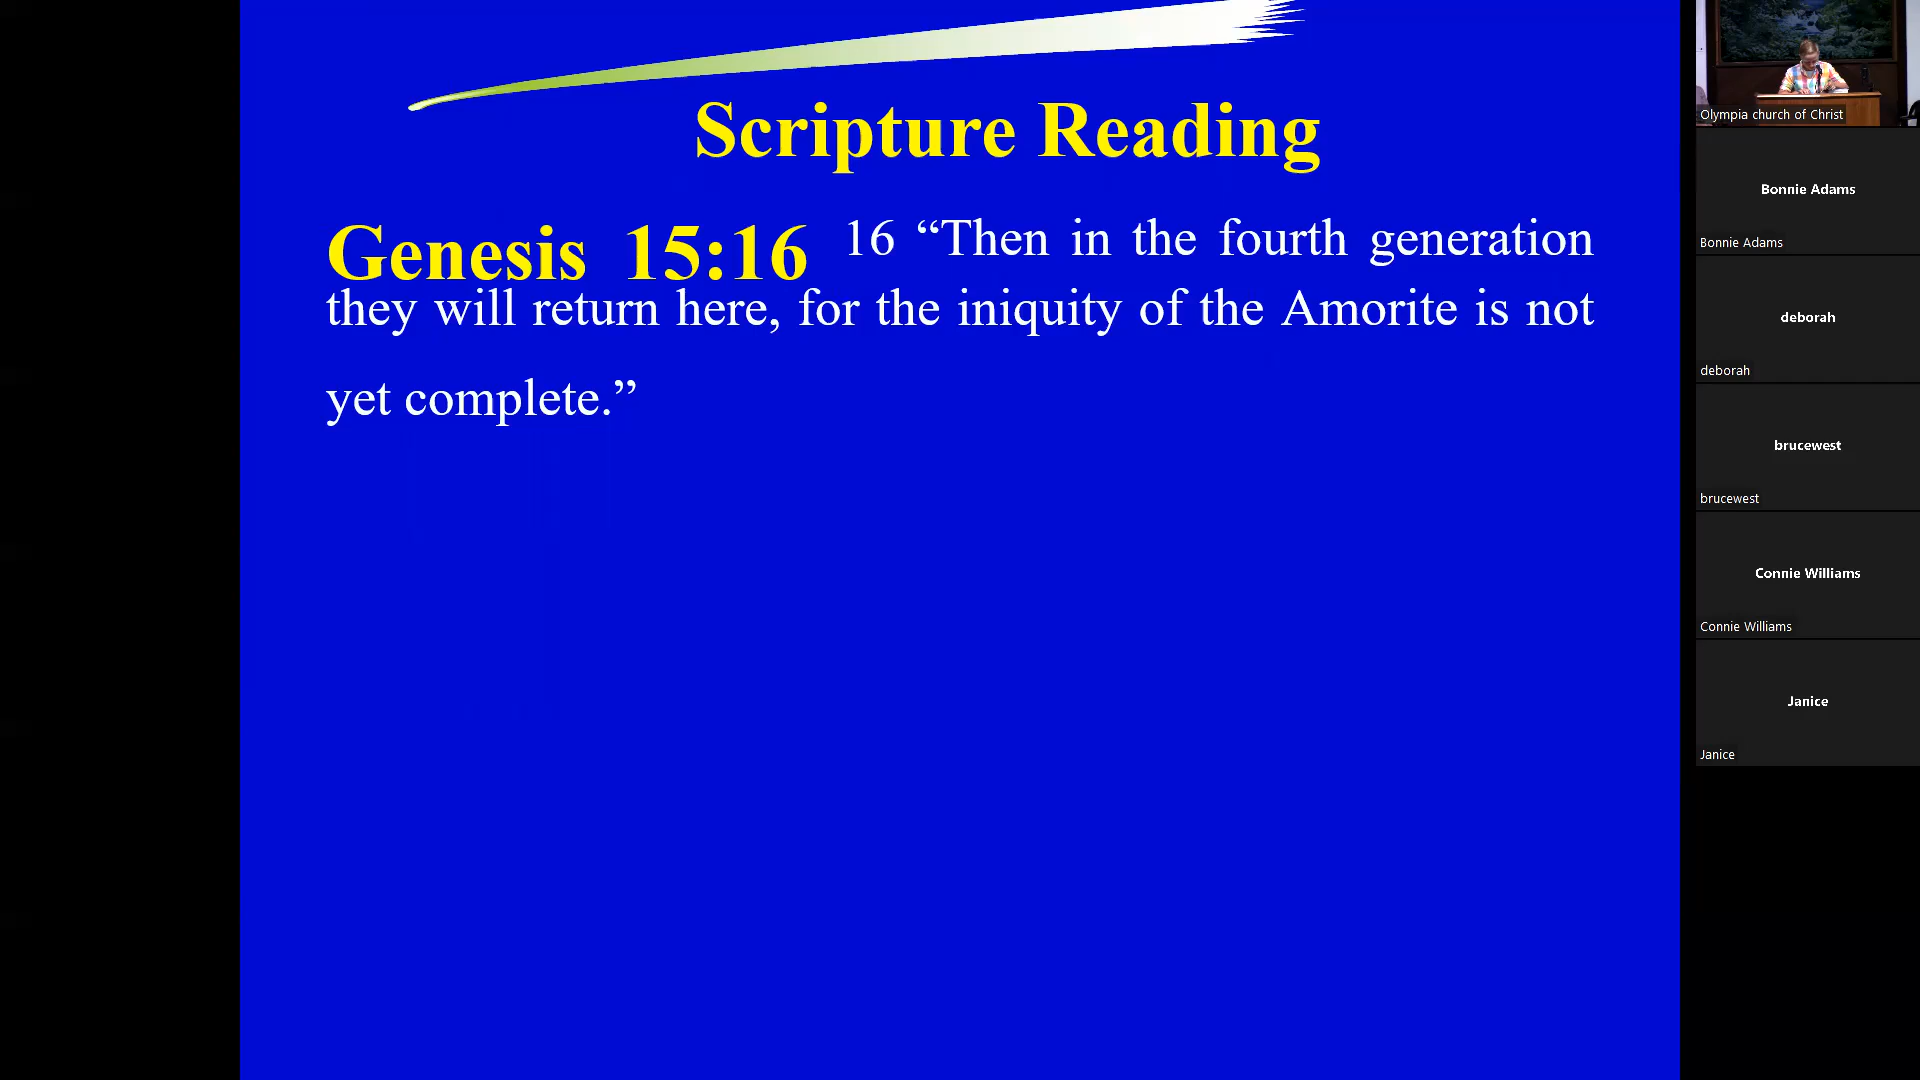 Scripture Reading
Genesis 15:16 16 “Then in the fourth generation
they will return here, for the iniquity of the Amorite is not
yet complete.”
Olympia church of Christ
Bonnie Adams
Bonnie Adams
deborah
deborah
brucewest
brucewest
Connie Williams
Connie Williams
Janice
Janice